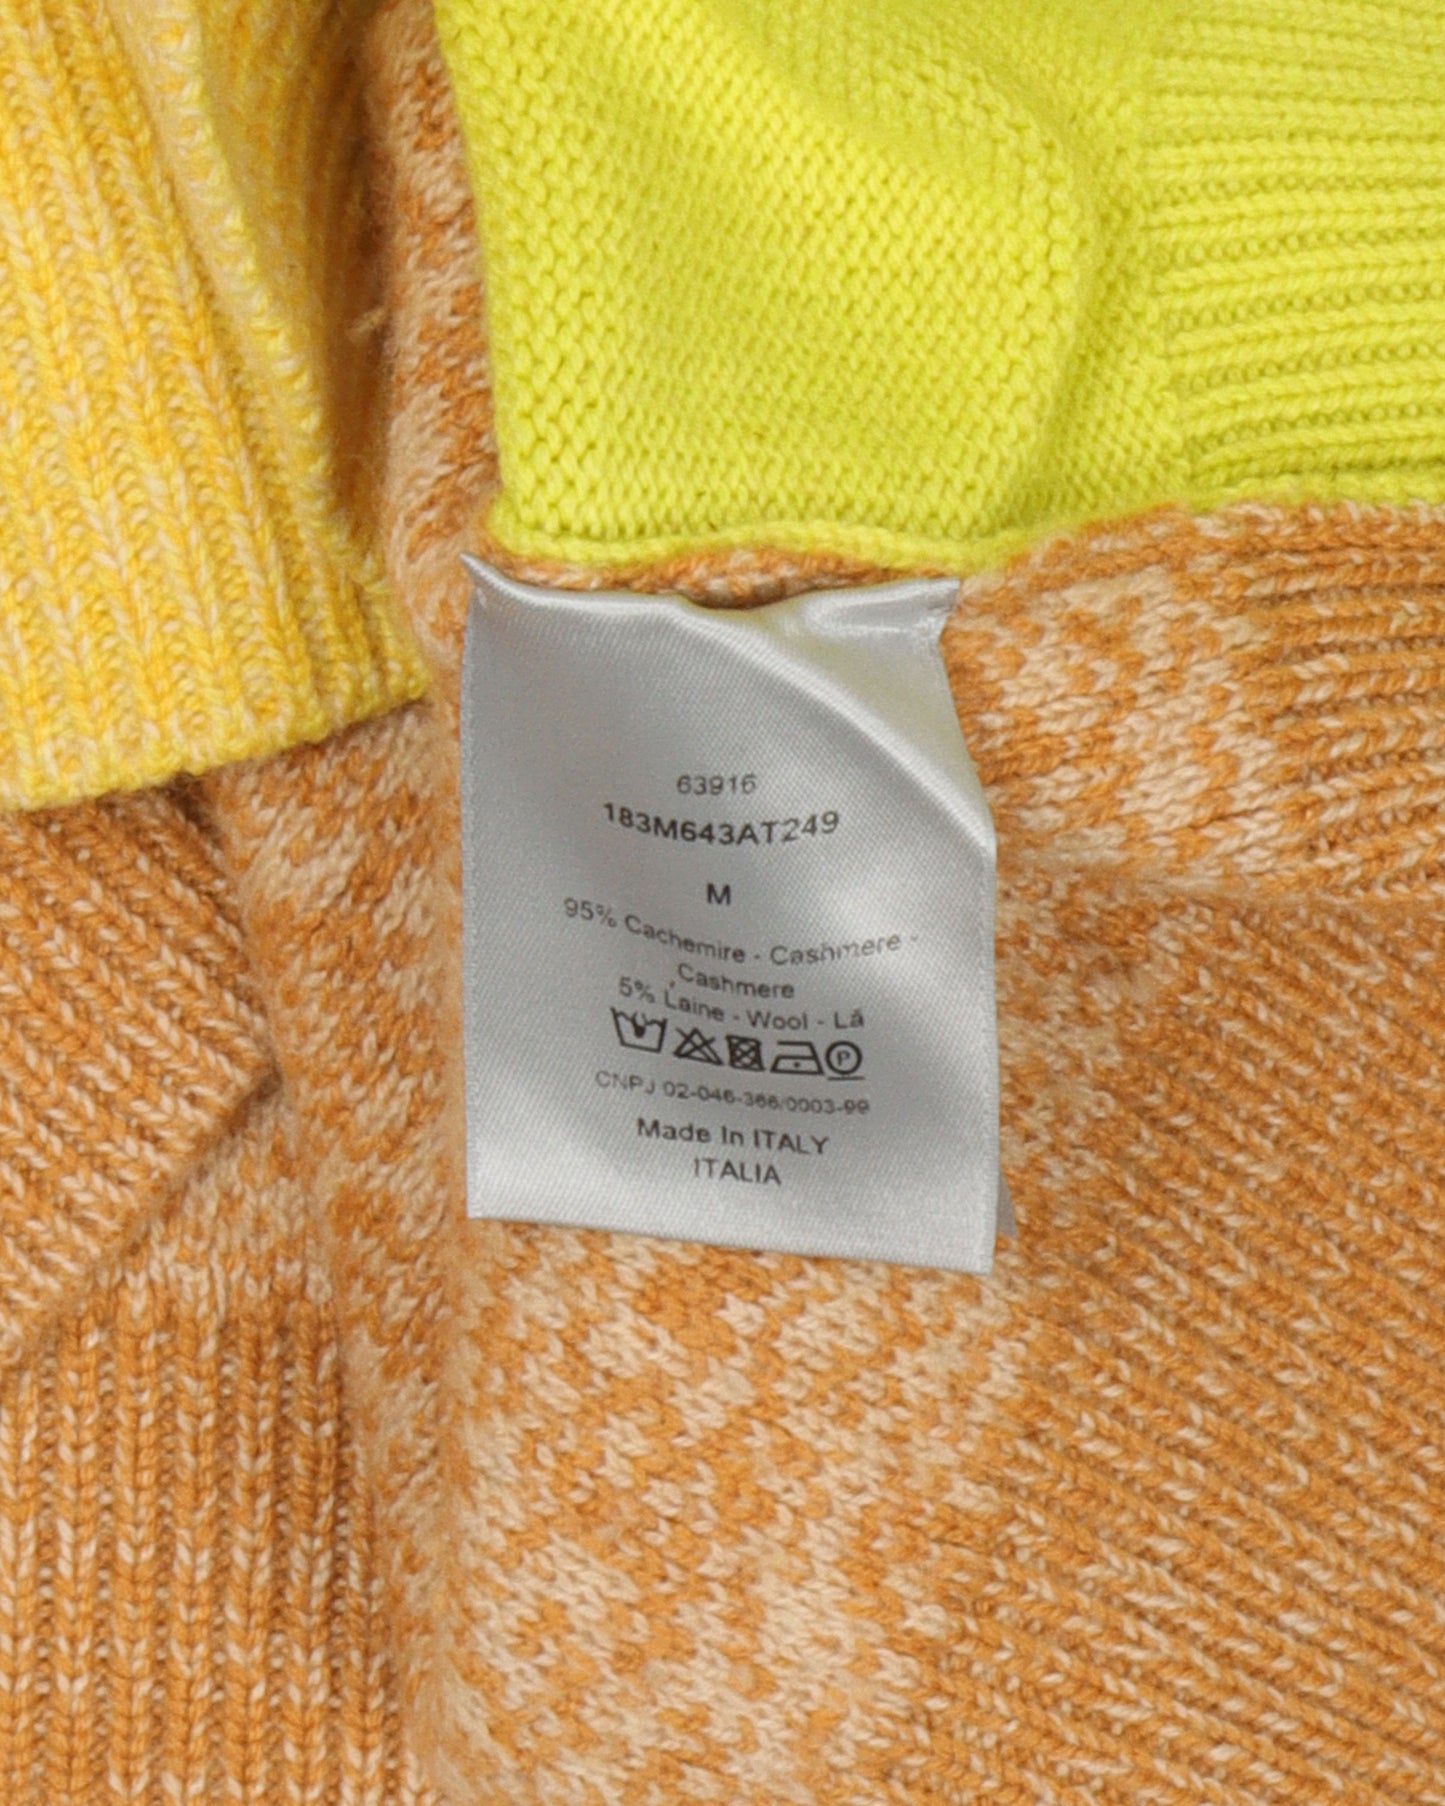 63916
183M643AT249
M
95% Cachemire - Cashmere -
Cashmere
5% Laine - Wool - Lã
P
CNPJ 02-046-366/0003-99
Made In ITALY
ITALIA